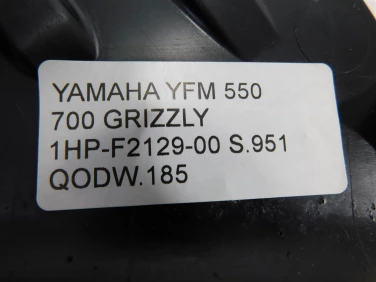 YAMAHA YFM 550
700 GRIZZLY
1HP-F2129-00 S.951
QODW.185